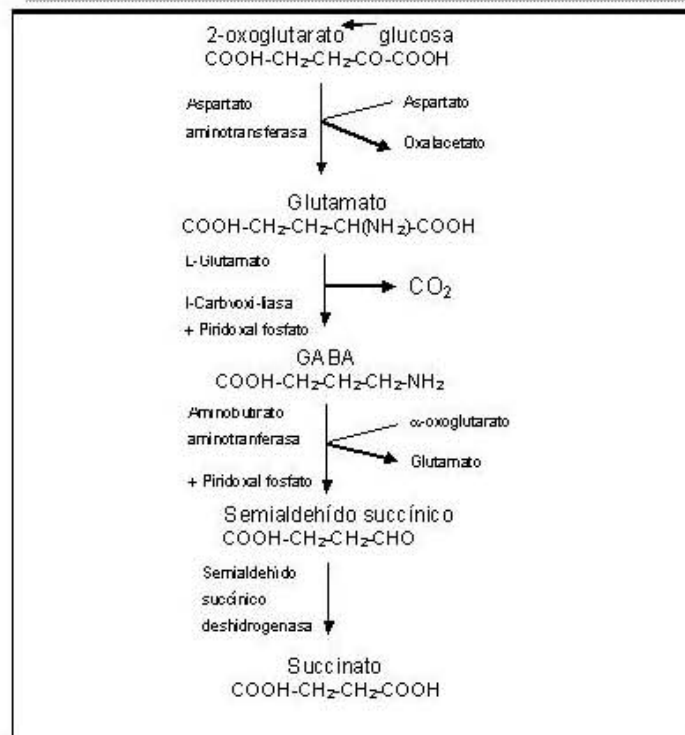 2-oxoglutarato glucosa
COOH-CH₂-CH₂-CO-COOH
Aspartato
aminotransferasa
Aspartato
Oxalacetato
Glutamato
COOH-CH₂-CH₂-CH(NH₂)-COOH
L-Glutamato
CO₂
l-Carboxi-liasa
+ Piridoxal fosfato
GABA
COOH-CH₂-CH₂-CH₂-NH₂
Aminobutirato
aminotranferasa
α-oxoglutarato
Glutamato
+ Piridoxal fosfato
Semialdehído succínico
COOH-CH₂-CH₂-CHO
Semialdehido
succínico
deshidrogenasa
Succinato
COOH-CH₂-CH₂-COOH